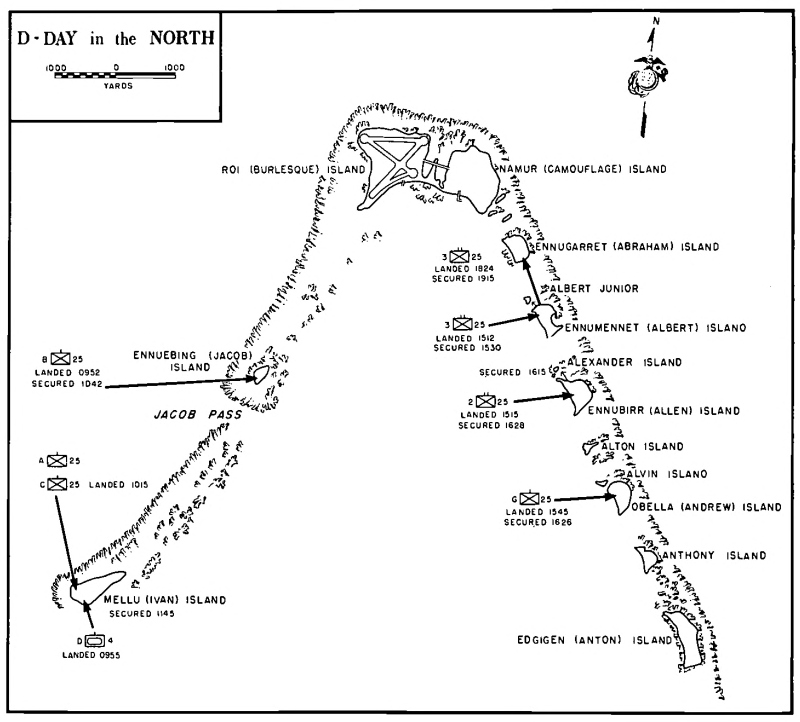 D-DAY in the NORTH
1000 0 1000
YARDS
N
ROI (BURLESQUE) ISLAND
NAMUR (CAMOUFLAGE) ISLAND
3 25
LANDED 1824
SECURED 1915
ENNUGARRET (ABRAHAM) ISLAND
ALBERT JUNIOR
3 25
LANDED 1512
SECURED 1530
ENNUMENNET (ALBERT) ISLAND
B 25
LANDED 0952
SECURED 1042
ENNUEBING (JACOB)
ISLAND
JACOB PASS
ALEXANDER ISLAND
SECURED 1615
2 25
LANDED 1515
SECURED 1628
ENNUBIRR (ALLEN) ISLAND
ALTON ISLAND
A 25
C 25 LANDED 1015
ALVIN ISLAND
G 25
LANDED 1545
SECURED 1626
OBELLA (ANDREW) ISLAND
ANTHONY ISLAND
MELLU (IVAN) ISLAND
SECURED 1145
D 4
LANDED 0955
EDGIGEN (ANTON) ISLAND